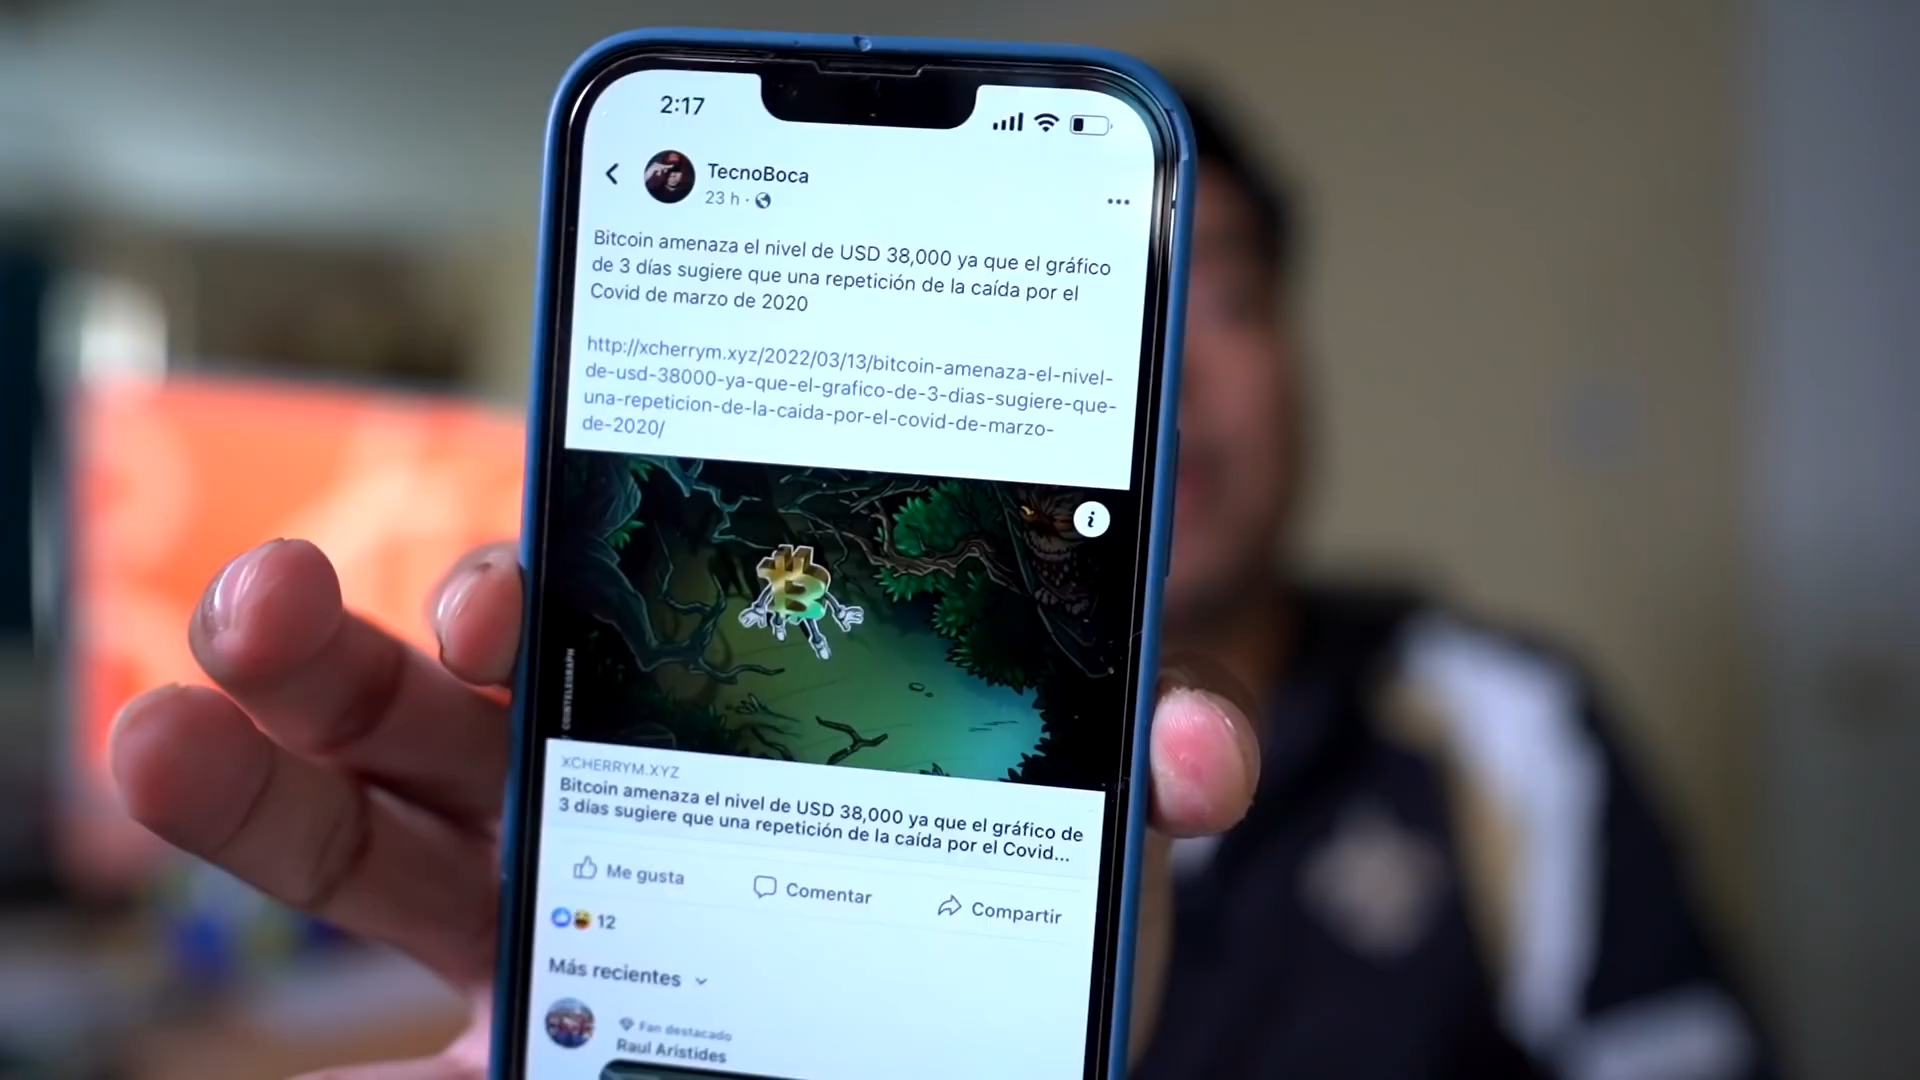 2:17
TecnoBoca
23 h ·
Bitcoin amenaza el nivel de USD 38,000 ya que el gráfico
de 3 días sugiere que una repetición de la caída por el
Covid de marzo de 2020
http://xcherrym.xyz/2022/03/13/bitcoin-amenaza-el-nivel-
de-usd-38000-ya-que-el-grafico-de-3-dias-sugiere-que-
una-repeticion-de-la-caida-por-el-covid-de-marzo-
de-2020/
i
B
COINTELEGRAPH
XCHERRYM.XYZ
Bitcoin amenaza el nivel de USD 38,000 ya que el gráfico de
3 días sugiere que una repetición de la caída por el Covid...
Me gusta
Comentar
Compartir
12
Más recientes
Fan destacado
Raul Aristides